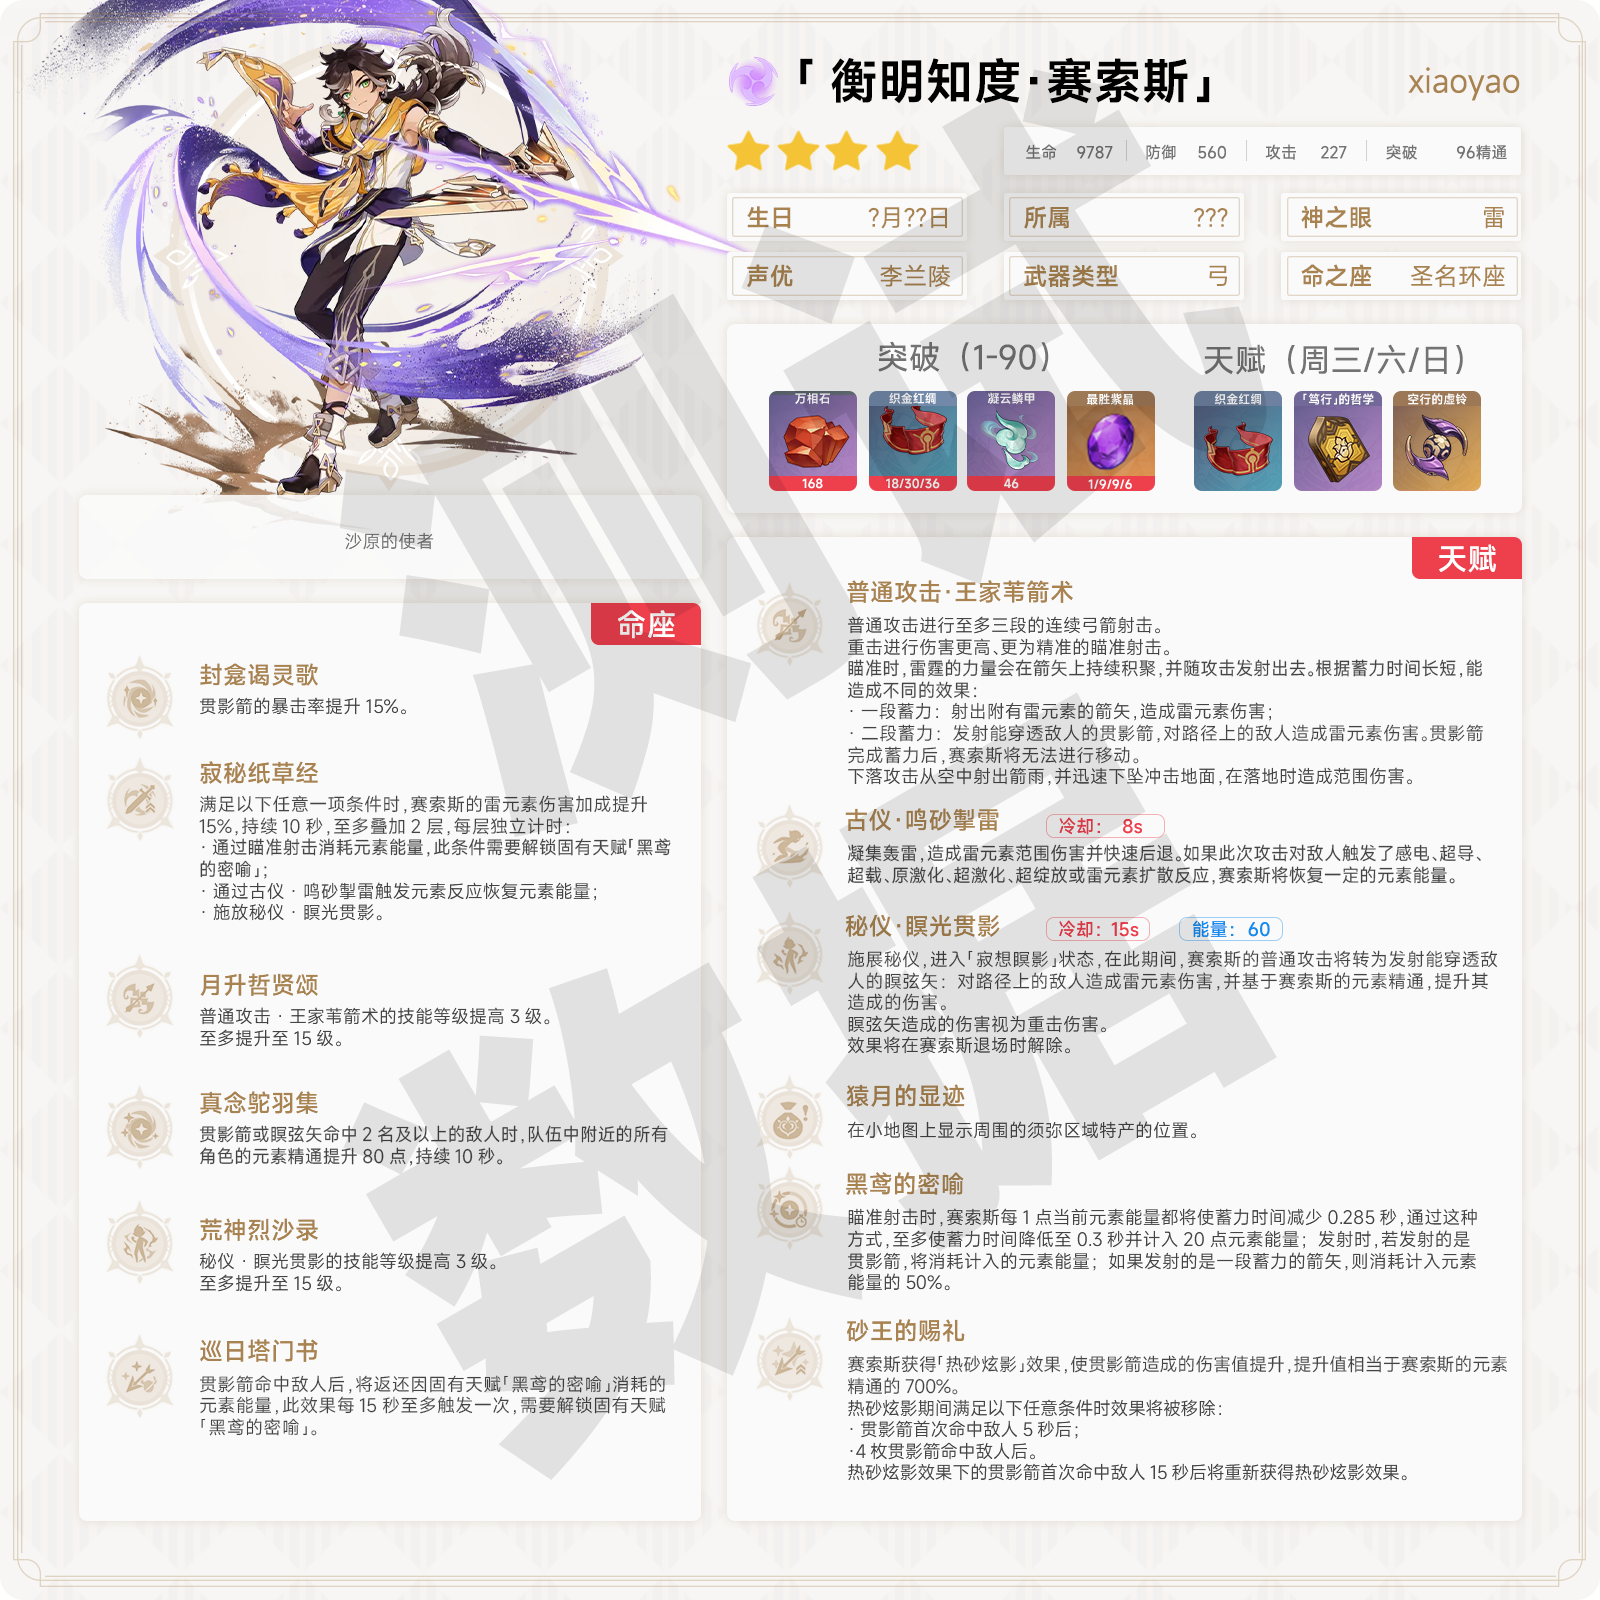 「衡明知度·赛索斯」
xiaoyao
生命 9787 防御 560 攻击 227 突破 96精通
生日 ?月??日
所属 ???
神之眼 雷
声优 李兰陵
武器类型 弓
命之座 圣名环座
突破（1-90）
万相石 织金红绸 凝云鳞甲 最胜紫晶
168 18/30/36 46 1/9/9/6
天赋（周三/六/日）
织金红绸 「笃行」的哲学 空行的虚铃
沙原的使者
命座
封龛谒灵歌
贯影箭的暴击率提升 15%。
寂秘纸草经
满足以下任意一项条件时,赛索斯的雷元素伤害加成提升
15%,持续 10 秒,至多叠加 2 层,每层独立计时:
· 通过瞄准射击消耗元素能量,此条件需要解锁固有天赋「黑鸢
的密喻」;
· 通过古仪 · 鸣砂掣雷触发元素反应恢复元素能量;
· 施放秘仪 · 瞑光贯影。
月升哲贤颂
普通攻击 · 王家苇箭术的技能等级提高 3 级。
至多提升至 15 级。
真念鸵羽集
贯影箭或瞑弦矢命中 2 名及以上的敌人时,队伍中附近的所有
角色的元素精通提升 80 点,持续 10 秒。
荒神烈沙录
秘仪 · 瞑光贯影的技能等级提高 3 级。
至多提升至 15 级。
巡日塔门书
贯影箭命中敌人后,将返还因固有天赋「黑鸢的密喻」消耗的
元素能量,此效果每 15 秒至多触发一次,需要解锁固有天赋
「黑鸢的密喻」。
天赋
普通攻击·王家苇箭术
普通攻击进行至多三段的连续弓箭射击。
重击进行伤害更高、更为精准的瞄准射击。
瞄准时,雷霆的力量会在箭矢上持续积聚,并随攻击发射出去。根据蓄力时间长短,能
造成不同的效果:
· 一段蓄力: 射出附有雷元素的箭矢,造成雷元素伤害;
· 二段蓄力: 发射能穿透敌人的贯影箭,对路径上的敌人造成雷元素伤害。贯影箭
完成蓄力后,赛索斯将无法进行移动。
下落攻击从空中射出箭雨,并迅速下坠冲击地面,在落地时造成范围伤害。
古仪·鸣砂掣雷 冷却: 8s
凝集轰雷,造成雷元素范围伤害并快速后退。如果此次攻击对敌人触发了感电、超导、
超载、原激化、超激化、超绽放或雷元素扩散反应,赛索斯将恢复一定的元素能量。
秘仪·瞑光贯影 冷却: 15s 能量: 60
施展秘仪,进入「寂想瞑影」状态,在此期间,赛索斯的普通攻击将转为发射能穿透敌
人的瞑弦矢: 对路径上的敌人造成雷元素伤害,并基于赛索斯的元素精通,提升其
造成的伤害。
瞑弦矢造成的伤害视为重击伤害。
效果将在赛索斯退场时解除。
猿月的显迹
在小地图上显示周围的须弥区域特产的位置。
黑鸢的密喻
瞄准射击时,赛索斯每 1 点当前元素能量都将使蓄力时间减少 0.285 秒,通过这种
方式,至多使蓄力时间降低至 0.3 秒并计入 20 点元素能量; 发射时,若发射的是
贯影箭,将消耗计入的元素能量; 如果发射的是一段蓄力的箭矢,则消耗计入元素
能量的 50%。
砂王的赐礼
赛索斯获得「热砂炫影」效果,使贯影箭造成的伤害值提升,提升值相当于赛索斯的元素
精通的 700%。
热砂炫影期间满足以下任意条件时效果将被移除:
· 贯影箭首次命中敌人 5 秒后;
·4 枚贯影箭命中敌人后。
热砂炫影效果下的贯影箭首次命中敌人 15 秒后将重新获得热砂炫影效果。
测试
数据